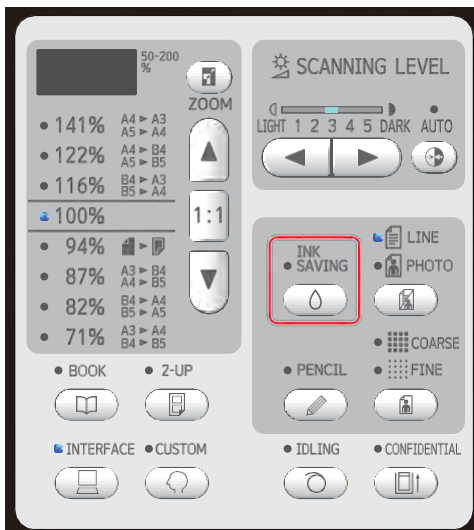 50-200
%
ZOOM
141% A4 ► A3
A5 ► A4
122% A4 ► B4
A5 ► B5
116% B4 ► A3
B5 ► A4
100%
1:1
94%
87% A3 ► B4
A4 ► B5
82% B4 ► A4
B5 ► A5
71% A3 ► A4
B4 ► B5
BOOK
2-UP
INTERFACE
CUSTOM
SCANNING LEVEL
LIGHT 1 2 3 4 5 DARK AUTO
INK
SAVING
LINE
PHOTO
COARSE
PENCIL
FINE
IDLING
CONFIDENTIAL